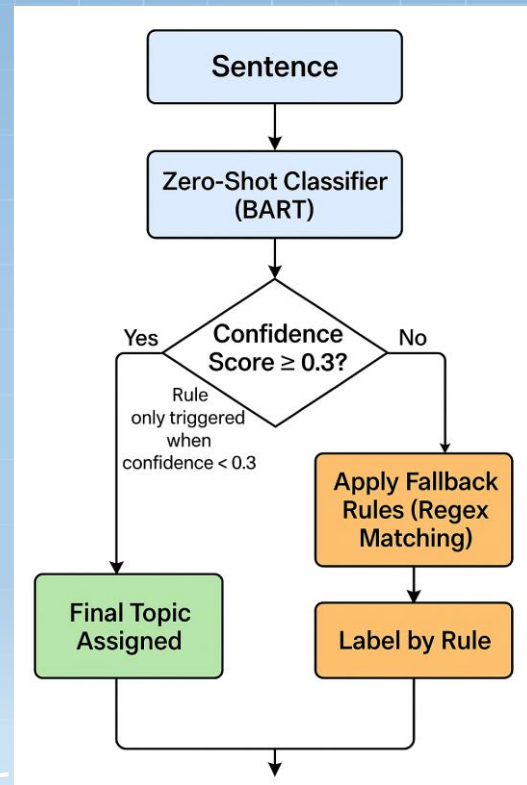 Sentence
Zero-Shot Classifier
(BART)
Confidence
Score ≥ 0.3?
Yes
No
Rule
only triggered
when
confidence < 0.3
Apply Fallback
Rules (Regex
Matching)
Final Topic
Assigned
Label by Rule